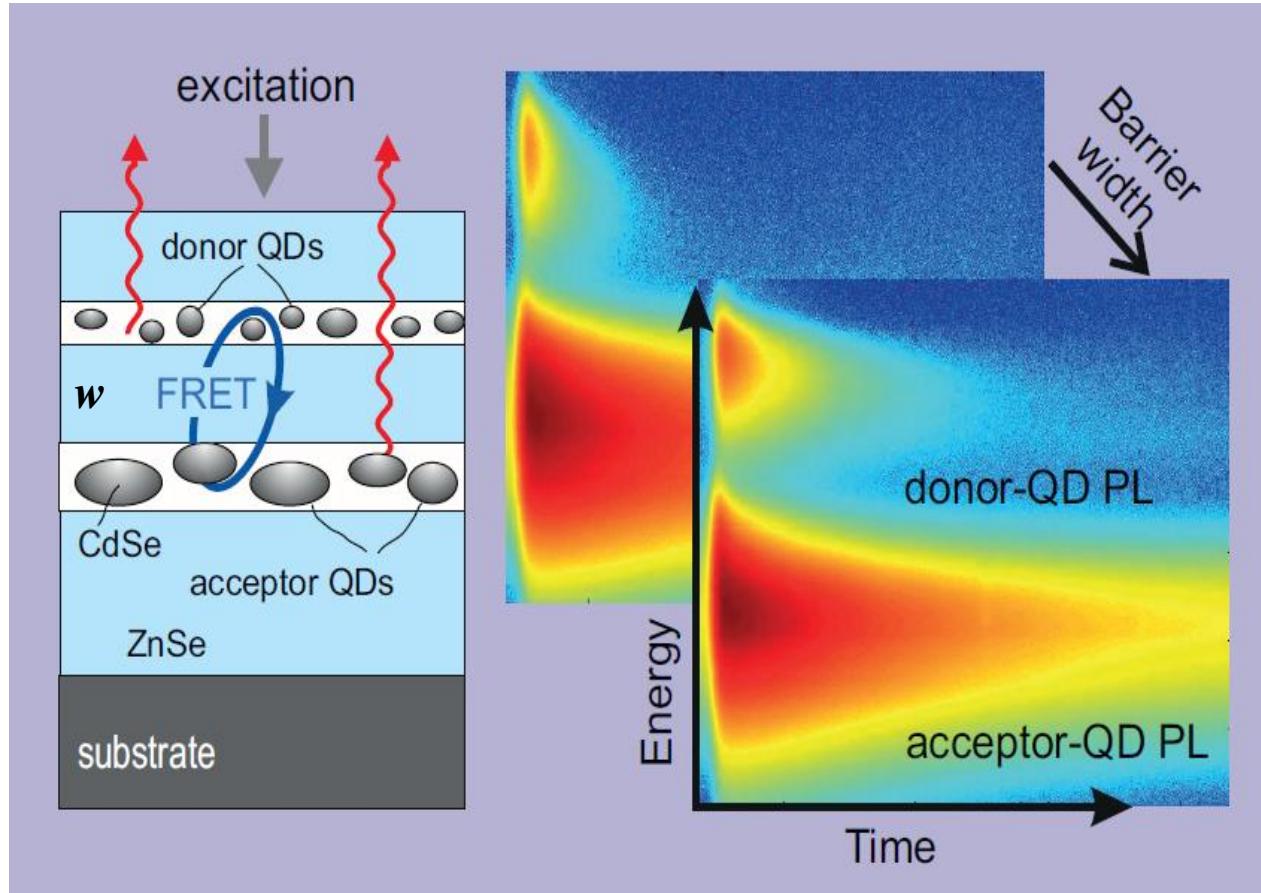 excitation
donor QDs
w
FRET
CdSe
acceptor QDs
ZnSe
substrate
Barrier
width
donor-QD PL
acceptor-QD PL
Energy
Time